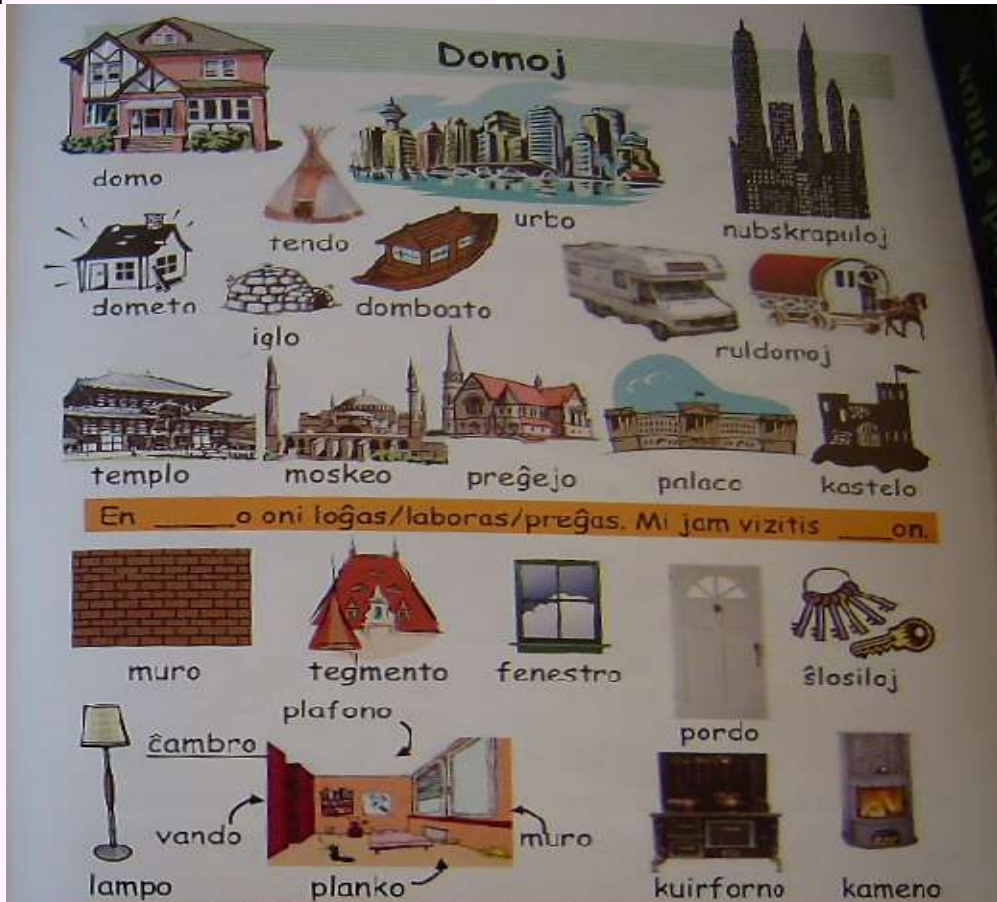 Domoj
domo
tendo
urbo
nubskrapuloj
dometo
iglo
domboato
ruldomoj
templo
moskeo
preĝejo
palaco
kastelo
En ______o oni loĝas/laboras/preĝas. Mi jam vizitis ____on.
muro
tegmento
fenestro
pordo
ŝlosiloj
plafono
ĉambro
vando
muro
lampo
planko
kuirforno
kameno